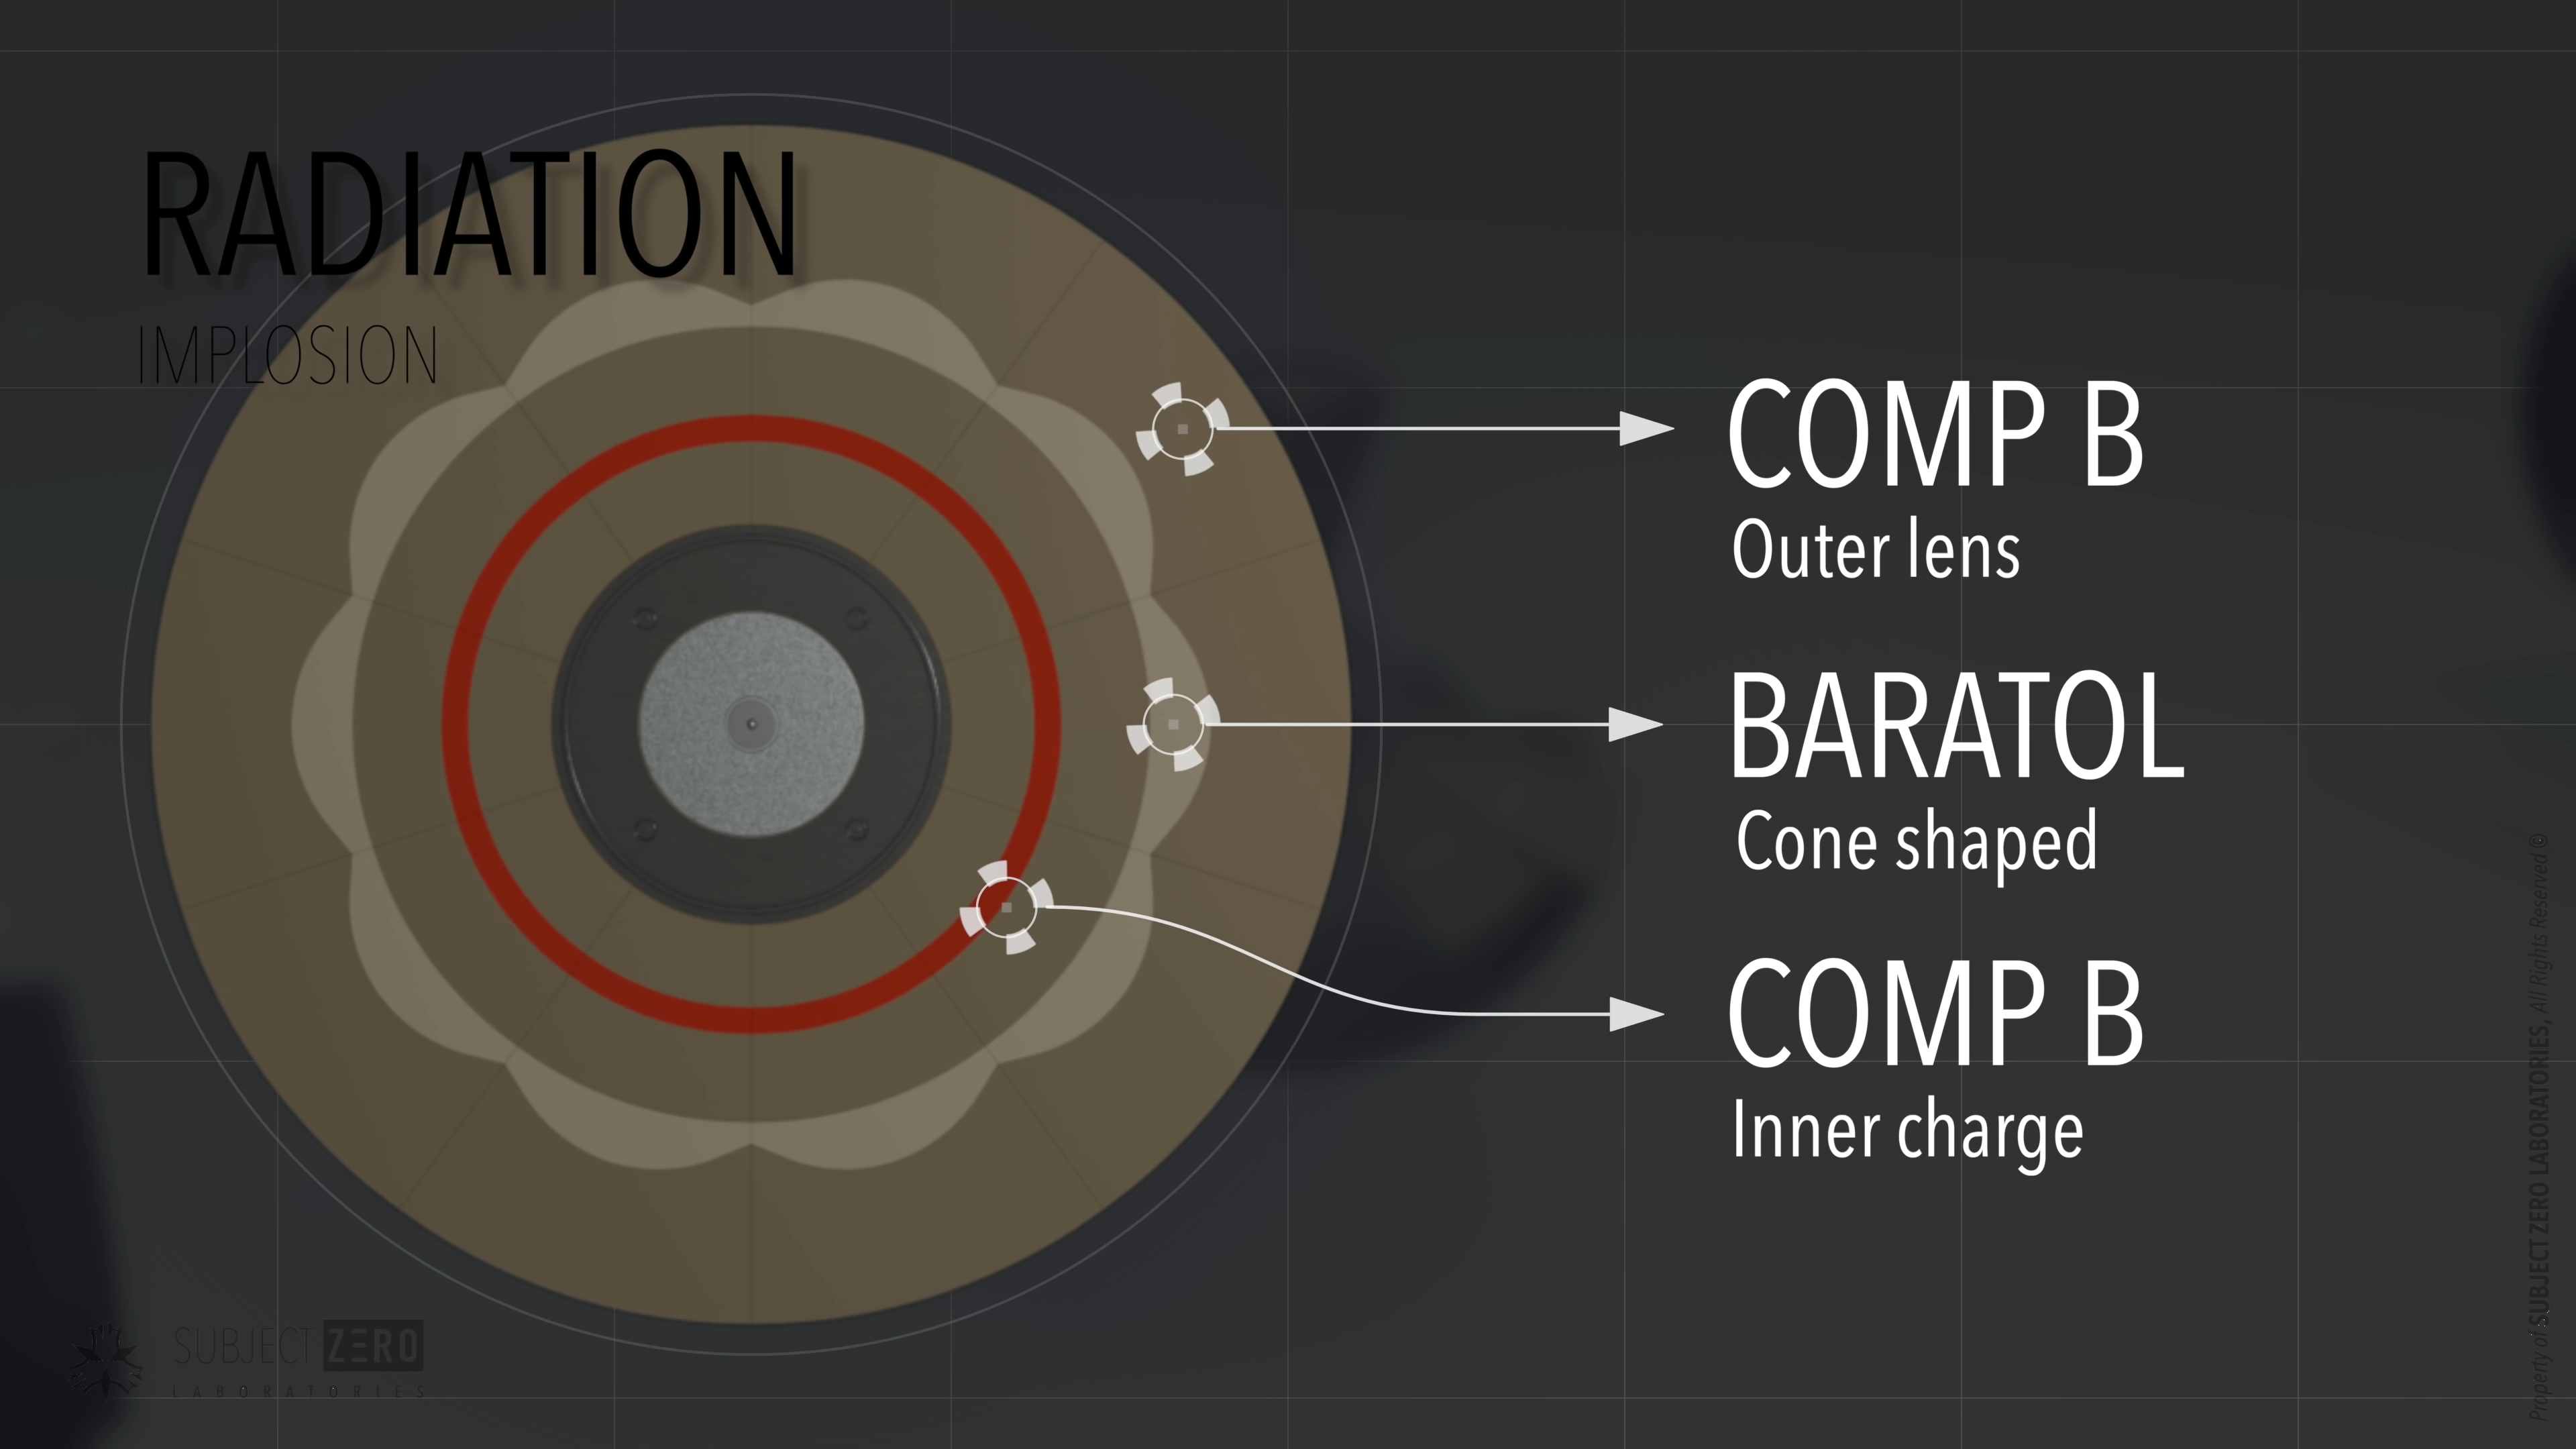 RADIATION
IMPLOSION
COMP B
Outer lens
BARATOL
Cone shaped
COMP B
Inner charge
SUBJECT ZERO
LABORATORIES
Property of SUBJECT ZERO LABORATORIES, All Rights Reserved ©